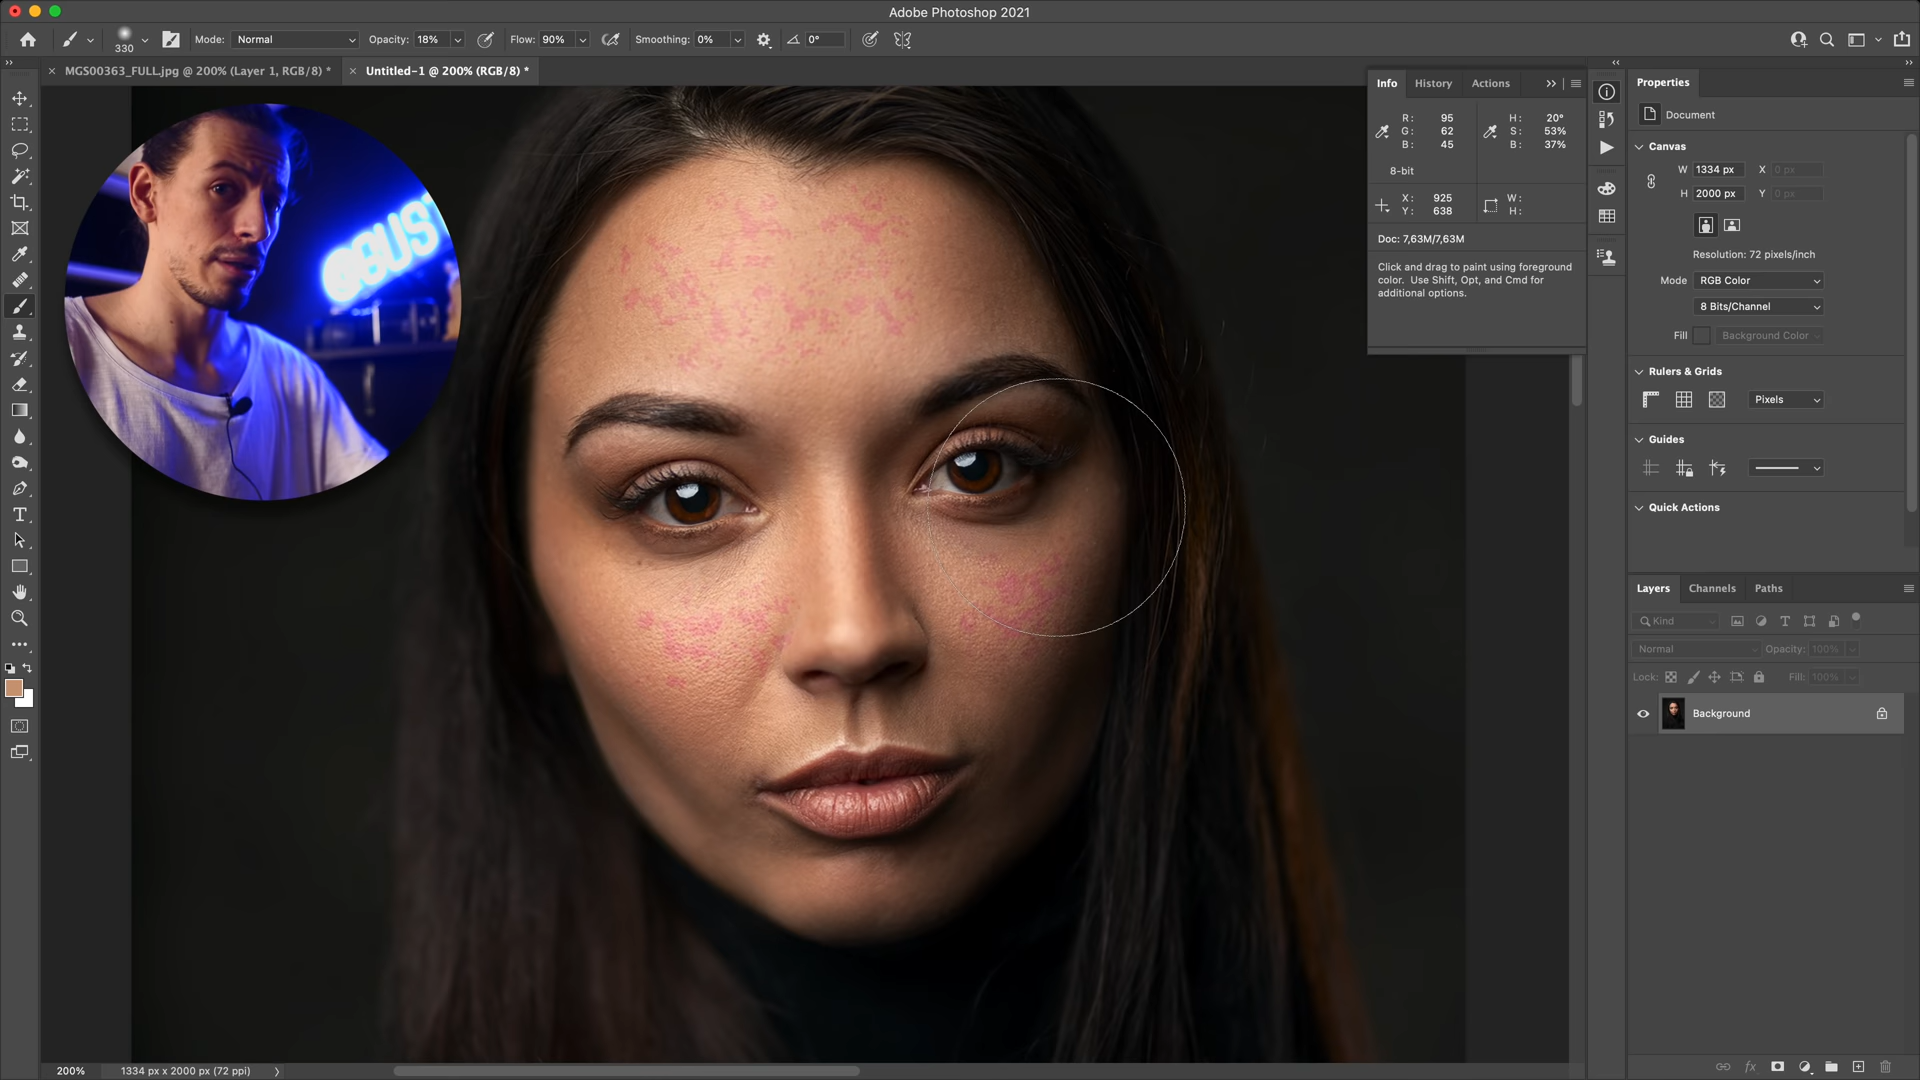 Adobe Photoshop 2021
330
Mode: Normal
Opacity: 18%
Flow: 90%
Smoothing: 0%
0°
MGS00363_FULL.jpg @ 200% (Layer 1, RGB/8) *
Untitled-1 @ 200% (RGB/8) *
@BUS
Info
History
Actions
R: 95
G: 62
B: 45
H: 20°
S: 53%
B: 37%
8-bit
X: 925
Y: 638
W:
H:
Doc: 7,63M/7,63M
Click and drag to paint using foreground
color. Use Shift, Opt, and Cmd for
additional options.
Properties
Document
Canvas
W 1334 px X 0 px
H 2000 px Y 0 px
Resolution: 72 pixels/inch
Mode RGB Color
8 Bits/Channel
Fill Background Color
Rulers & Grids
Pixels
Guides
Quick Actions
Layers
Channels
Paths
Kind
Normal
Opacity: 100%
Lock:
Fill: 100%
Background
fx
200%
1334 px x 2000 px (72 ppi)